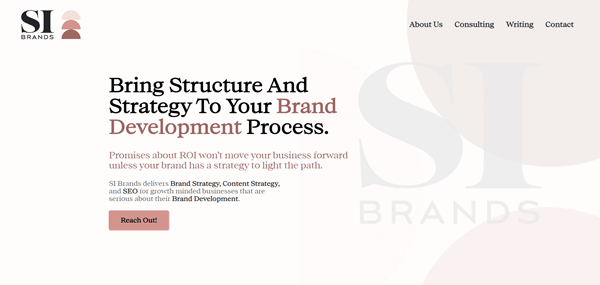 SI
BRANDS
About Us Consulting Writing Contact
Bring Structure And
Strategy To Your Brand
Development Process.
Promises about ROI won't move your business forward
unless your brand has a strategy to light the path.
SI Brands delivers Brand Strategy, Content Strategy,
and SEO for growth minded businesses that are
serious about their Brand Development.
Reach Out!
SI
BRANDS